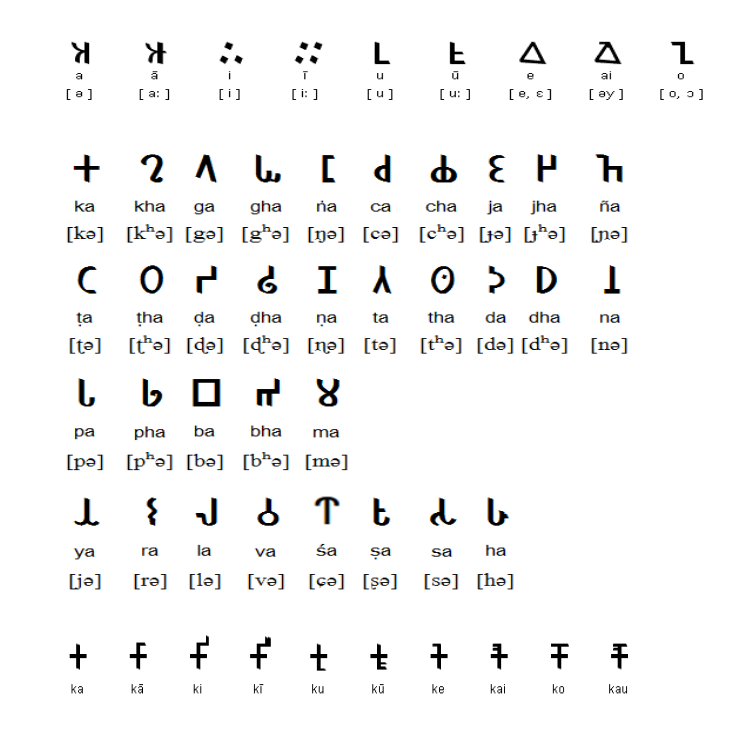 𑀅 𑀆 𑀇 𑀈 𑀉 𑀊 𑀏 𑀐 𑀑
a ā i ī u ū e ai o
[ ə ] [ aː ] [ i ] [ iː ] [ u ] [ uː ] [ e, ɛ ] [ əy ] [ o, ɔ ]
𑀓 𑀔 𑀕 𑀖 𑀗 𑀘 𑀙 𑀚 𑀛 𑀜
ka kha ga gha ṅa ca cha ja jha ña
[kə] [kʰə] [gə] [gʰə] [ŋə] [cə] [cʰə] [ɟə] [ɟʰə] [ɲə]
𑀝 𑀞 𑀟 𑀠 𑀡 𑀢 𑀣 𑀤 𑀥 𑀦
ṭa ṭha ḍa ḍha ṇa ta tha da dha na
[ʈə] [ʈʰə] [ɖə] [ɖʰə] [ɳə] [tə] [tʰə] [də] [dʰə] [nə]
𑀧 𑀨 𑀩 𑀪 𑀫
pa pha ba bha ma
[pə] [pʰə] [bə] [bʰə] [mə]
𑀬 𑀭 𑀮 𑀯 𑀰 𑀱 𑀲 𑀳
ya ra la va śa ṣa sa ha
[jə] [rə] [lə] [və] [çə] [ʂə] [sə] [hə]
𑀓 𑀓𑀸 𑀓𑀺 𑀓𑀻 𑀓𑀼 𑀓𑀽 𑀓𑁂 𑀓𑁃 𑀓𑁄 𑀓𑁅
ka kā ki kī ku kū ke kai ko kau